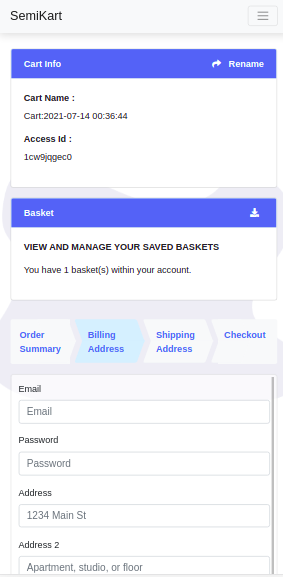 SemiKart
Cart Info
Rename
Cart Name :
Cart:2021-07-14 00:36:44
Access Id :
1cw9jqgec0
Basket
VIEW AND MANAGE YOUR SAVED BASKETS
You have 1 basket(s) within your account.
Order Summary
Billing Address
Shipping Address
Checkout
Email
Email
Password
Password
Address
1234 Main St
Address 2
Apartment, studio, or floor